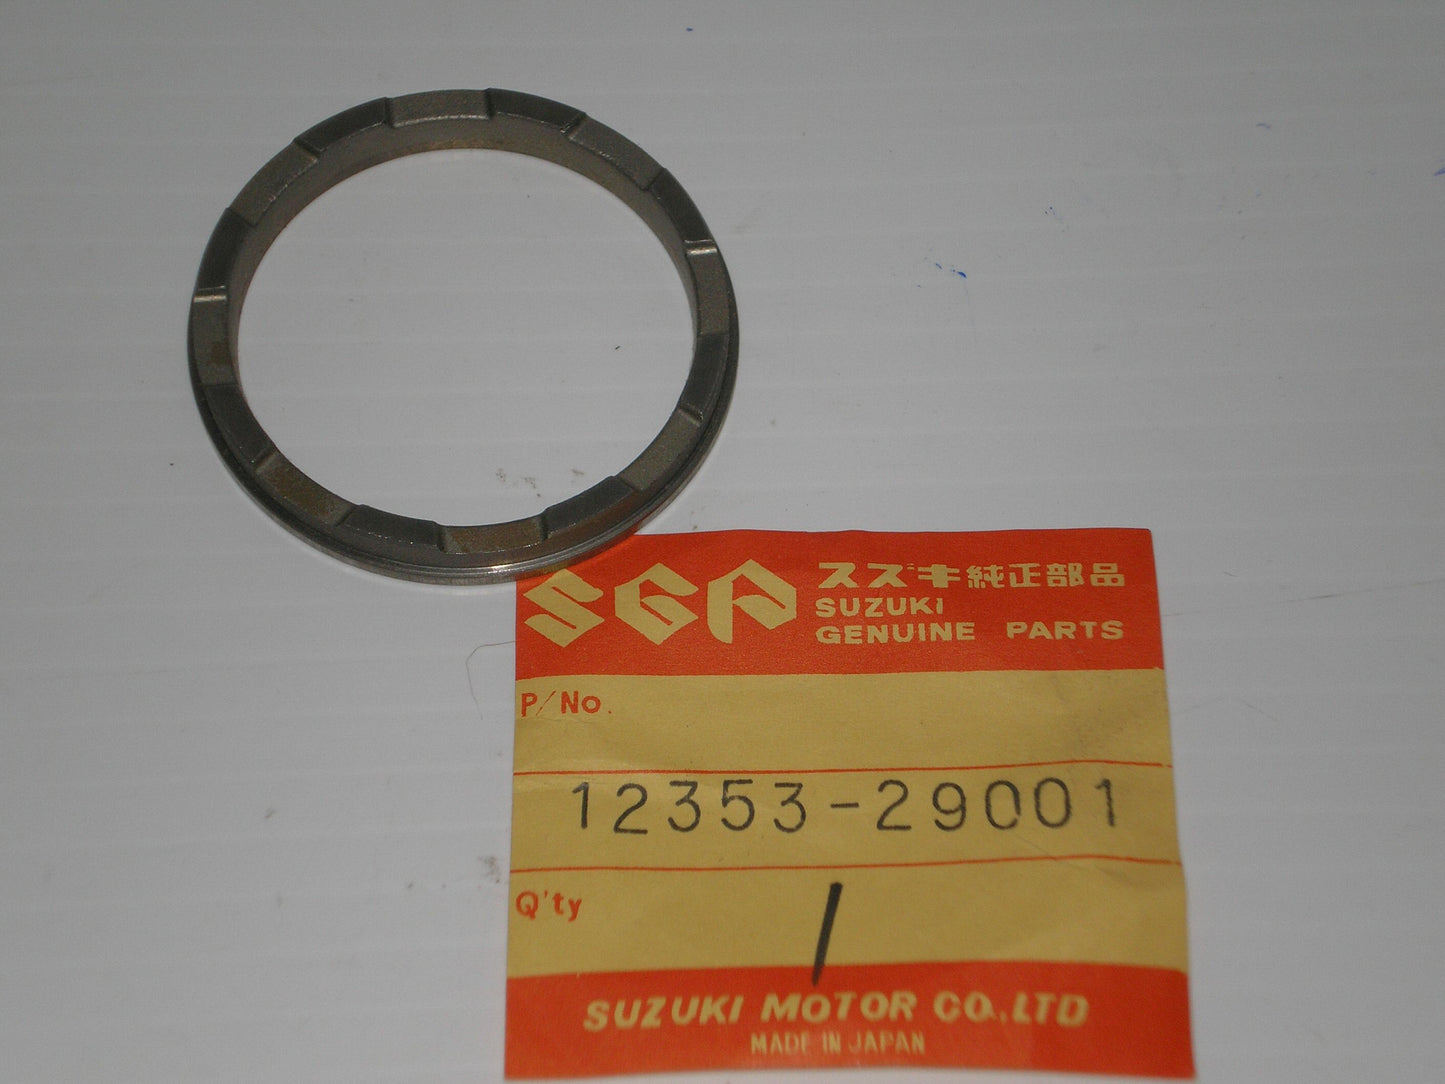 SGP スズキ純正部品
SUZUKI
GENUINE PARTS
P/No.
12353-29001
Q'ty
1
SUZUKI MOTOR CO.,LTD
MADE IN JAPAN